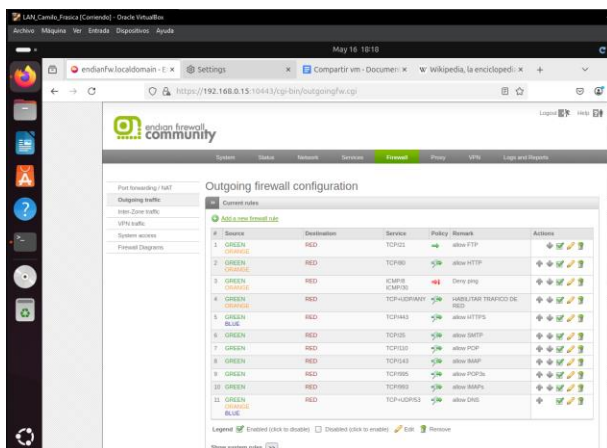 LAN_Camilo_Frasica [Corriendo] - Oracle VirtualBox
Archivo Máquina Ver Entrada Dispositivos Ayuda
May 16 18:18
endianfw.localdomain - E × Settings × Compartir vm - Documen × W Wikipedia, la enciclopedi × +
https://192.168.0.15:10443/cgi-bin/outgoingfw.cgi
Logout Help
endian firewall
community
System Status Network Services Firewall Proxy VPN Logs and Reports
Port forwarding / NAT
Outgoing traffic
Inter-Zone traffic
VPN traffic
System access
Firewall Diagrams
Outgoing firewall configuration
Current rules
Add a new firewall rule
# Source Destination Service Policy Remark Actions
1 GREEN RED TCP/21 allow FTP
ORANGE
2 GREEN RED TCP/80 allow HTTP
ORANGE
3 GREEN RED ICMP/8 Deny ping
ORANGE ICMP/30
4 GREEN RED TCP+UDP/ANY HABILITAR TRAFICO DE
ORANGE RED
5 GREEN RED TCP/443 allow HTTPS
BLUE
6 GREEN RED TCP/25 allow SMTP
7 GREEN RED TCP/110 allow POP
8 GREEN RED TCP/143 allow IMAP
9 GREEN RED TCP/995 allow POP3s
10 GREEN RED TCP/993 allow IMAPs
11 GREEN RED TCP+UDP/53 allow DNS
ORANGE
BLUE
Legend Enabled (click to disable) Disabled (click to enable) Edit Remove
Show system rules >>